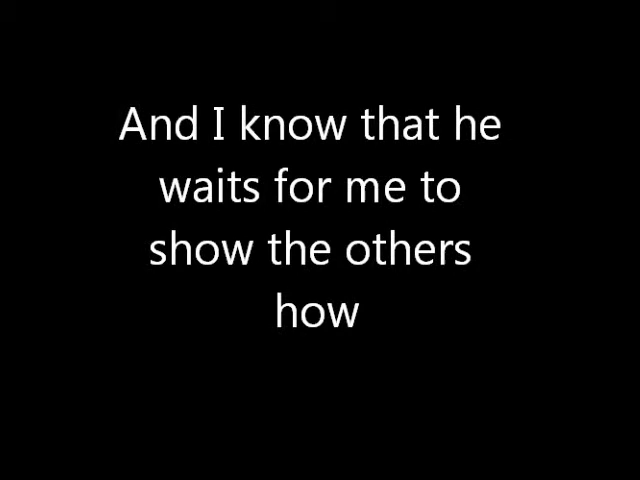 And I know that he
waits for me to
show the others
how